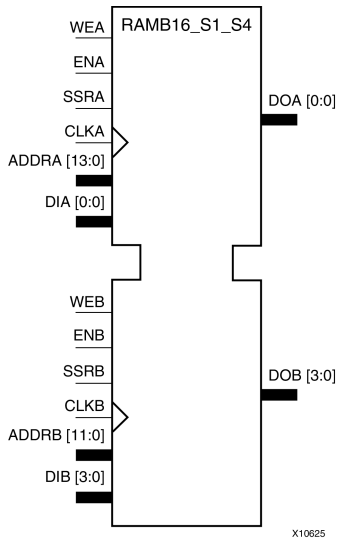 RAMB16_S1_S4
WEA
ENA
SSRA
CLKA
ADDRA [13:0]
DIA [0:0]
DOA [0:0]
WEB
ENB
SSRB
CLKB
ADDRB [11:0]
DIB [3:0]
DOB [3:0]
X10625